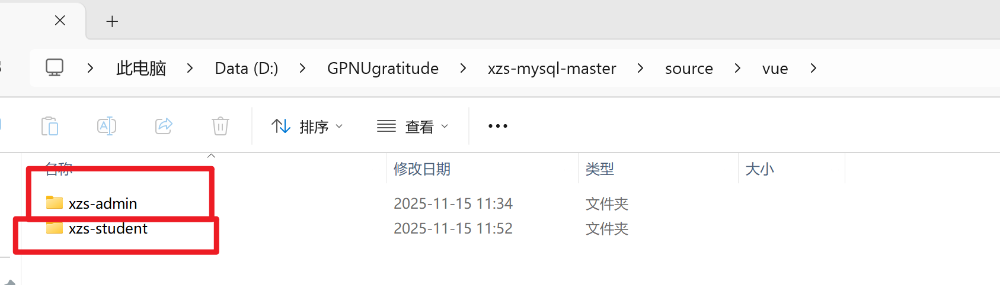 此电脑 > Data (D:) > GPNUgratitude > xzs-mysql-master > source > vue >
排序 查看
名称 修改日期 类型 大小
xzs-admin 2025-11-15 11:34 文件夹
xzs-student 2025-11-15 11:52 文件夹